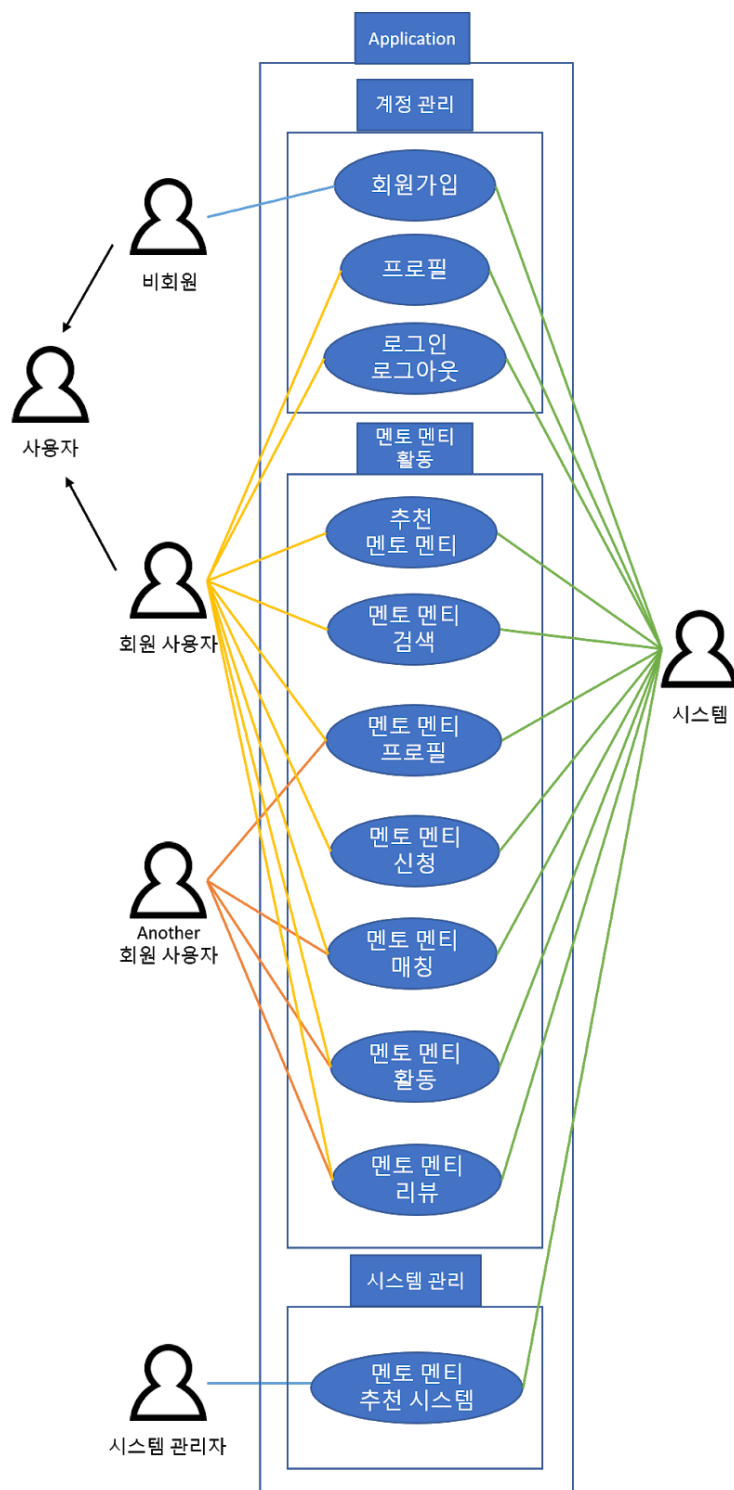 Application
계정 관리
회원가입
비회원
프로필
로그인
로그아웃
사용자
멘토 멘티
활동
추천
멘토 멘티
회원 사용자
멘토 멘티
검색
시스템
멘토 멘티
프로필
멘토 멘티
신청
Another
회원 사용자
멘토 멘티
매칭
멘토 멘티
활동
멘토 멘티
리뷰
시스템 관리
멘토 멘티
추천 시스템
시스템 관리자